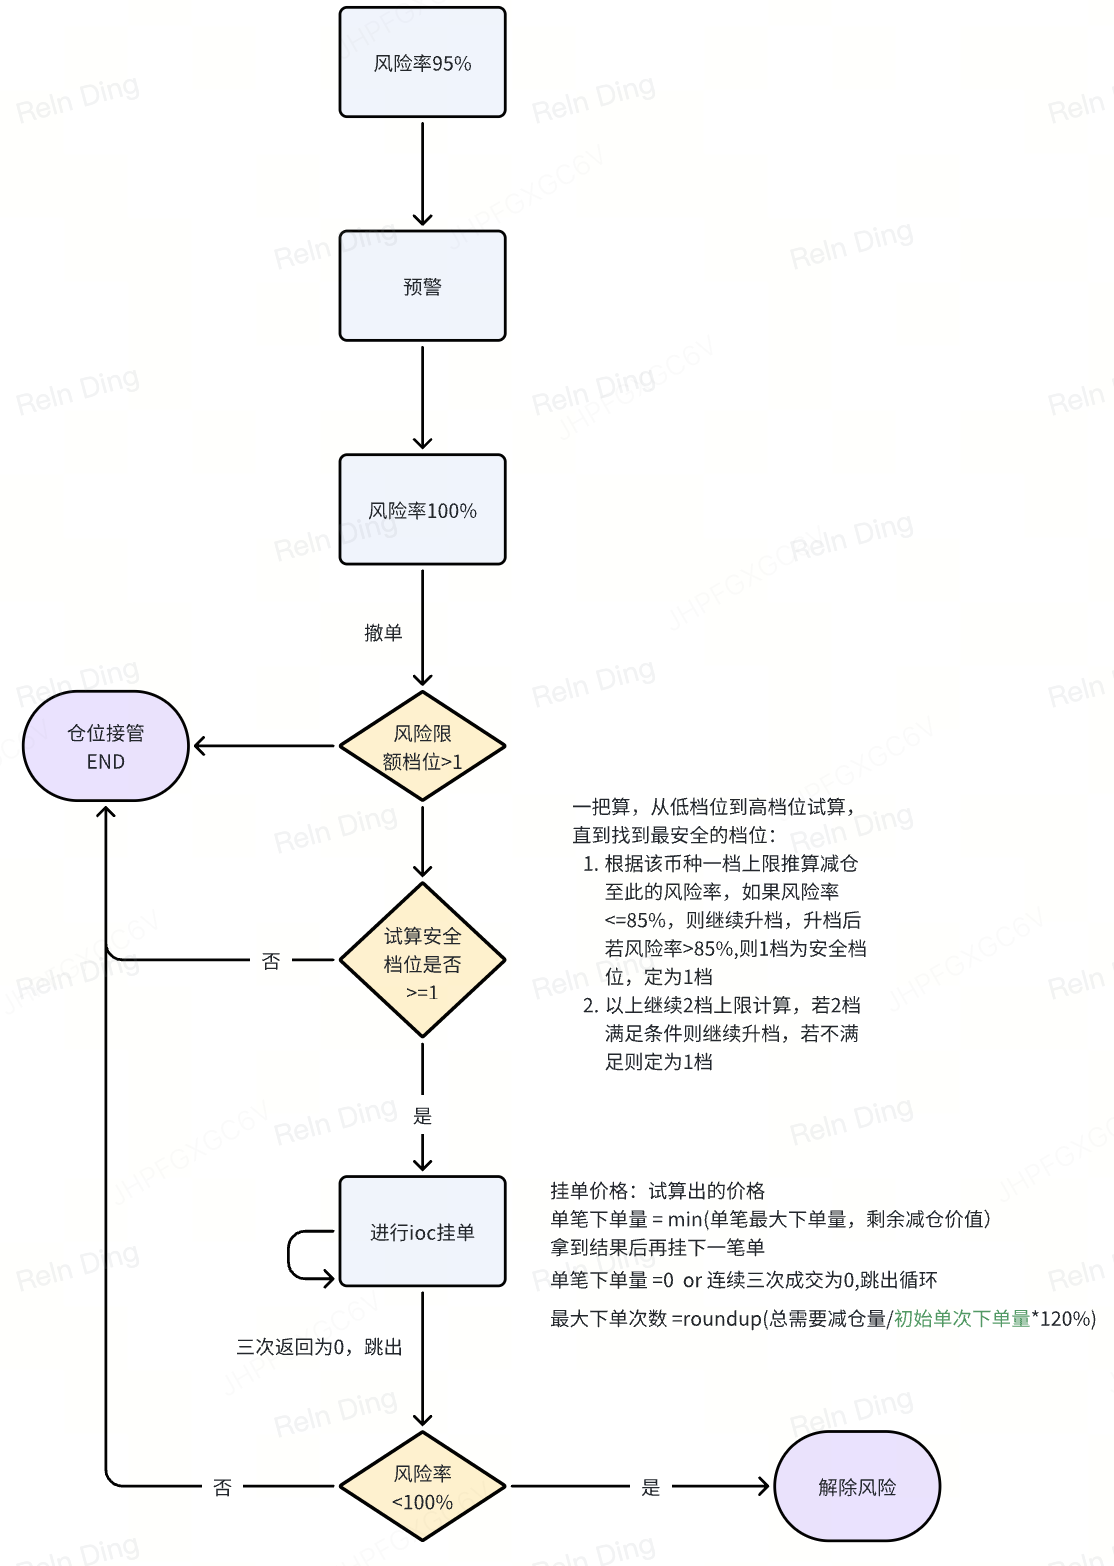 风险率95%
预警
风险率100%
撤单
风险限
额档位>1
仓位接管
END
一把算，从低档位到高档位试算，
直到找到最安全的档位：
1. 根据该币种一档上限推算减仓
至此的风险率，如果风险率
<=85%，则继续升档，升档后
若风险率>85%,则1档为安全档
位，定为1档
2. 以上继续2档上限计算，若2档
满足条件则继续升档，若不满
足则定为1档
试算安全
档位是否
>=1
否
是
进行ioc挂单
挂单价格：试算出的价格
单笔下单量 = min(单笔最大下单量，剩余减仓价值）
拿到结果后再挂下一笔单
单笔下单量 =0 or 连续三次成交为0,跳出循环
最大下单次数 =roundup(总需要减仓量/初始单次下单量*120%)
三次返回为0，跳出
风险率
<100%
否
是
解除风险
Reln Ding
JHPFGXGC6V